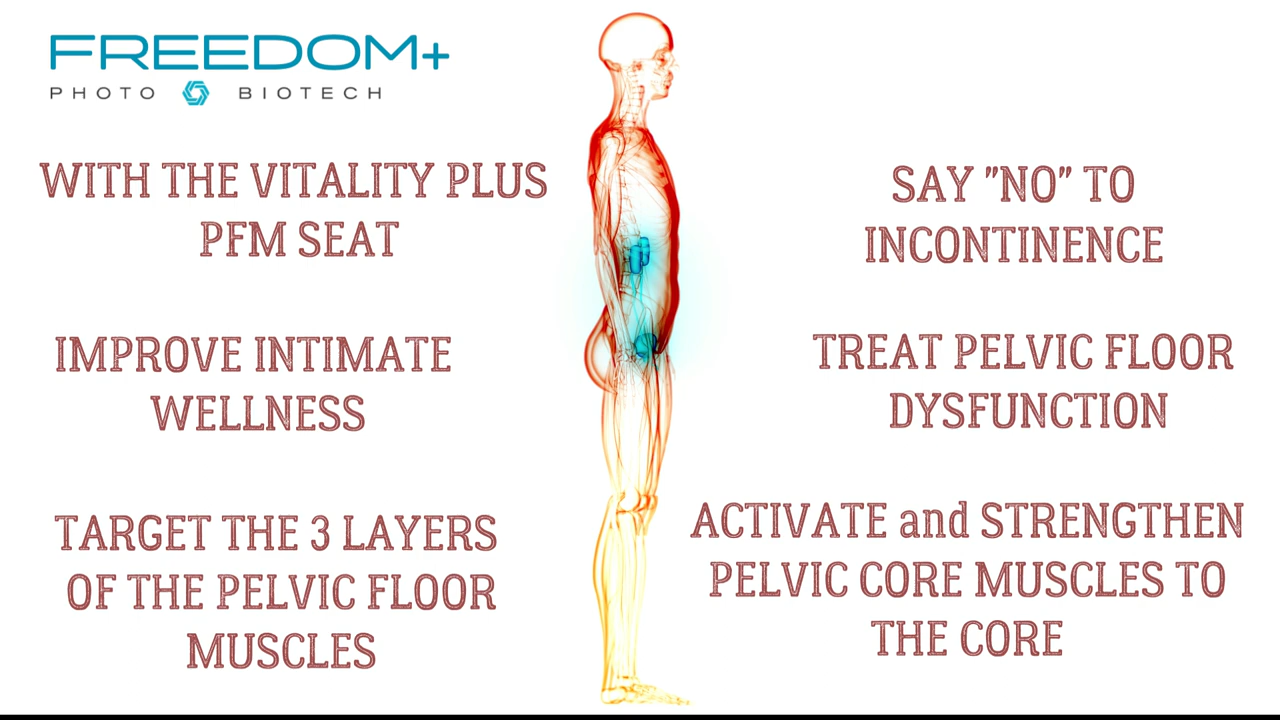 FREEDOM+
PHOTO BIOTECH
WITH THE VITALITY PLUS
PFM SEAT
IMPROVE INTIMATE
WELLNESS
TARGET THE 3 LAYERS
OF THE PELVIC FLOOR
MUSCLES
SAY "NO" TO
INCONTINENCE
TREAT PELVIC FLOOR
DYSFUNCTION
ACTIVATE and STRENGTHEN
PELVIC CORE MUSCLES TO
THE CORE